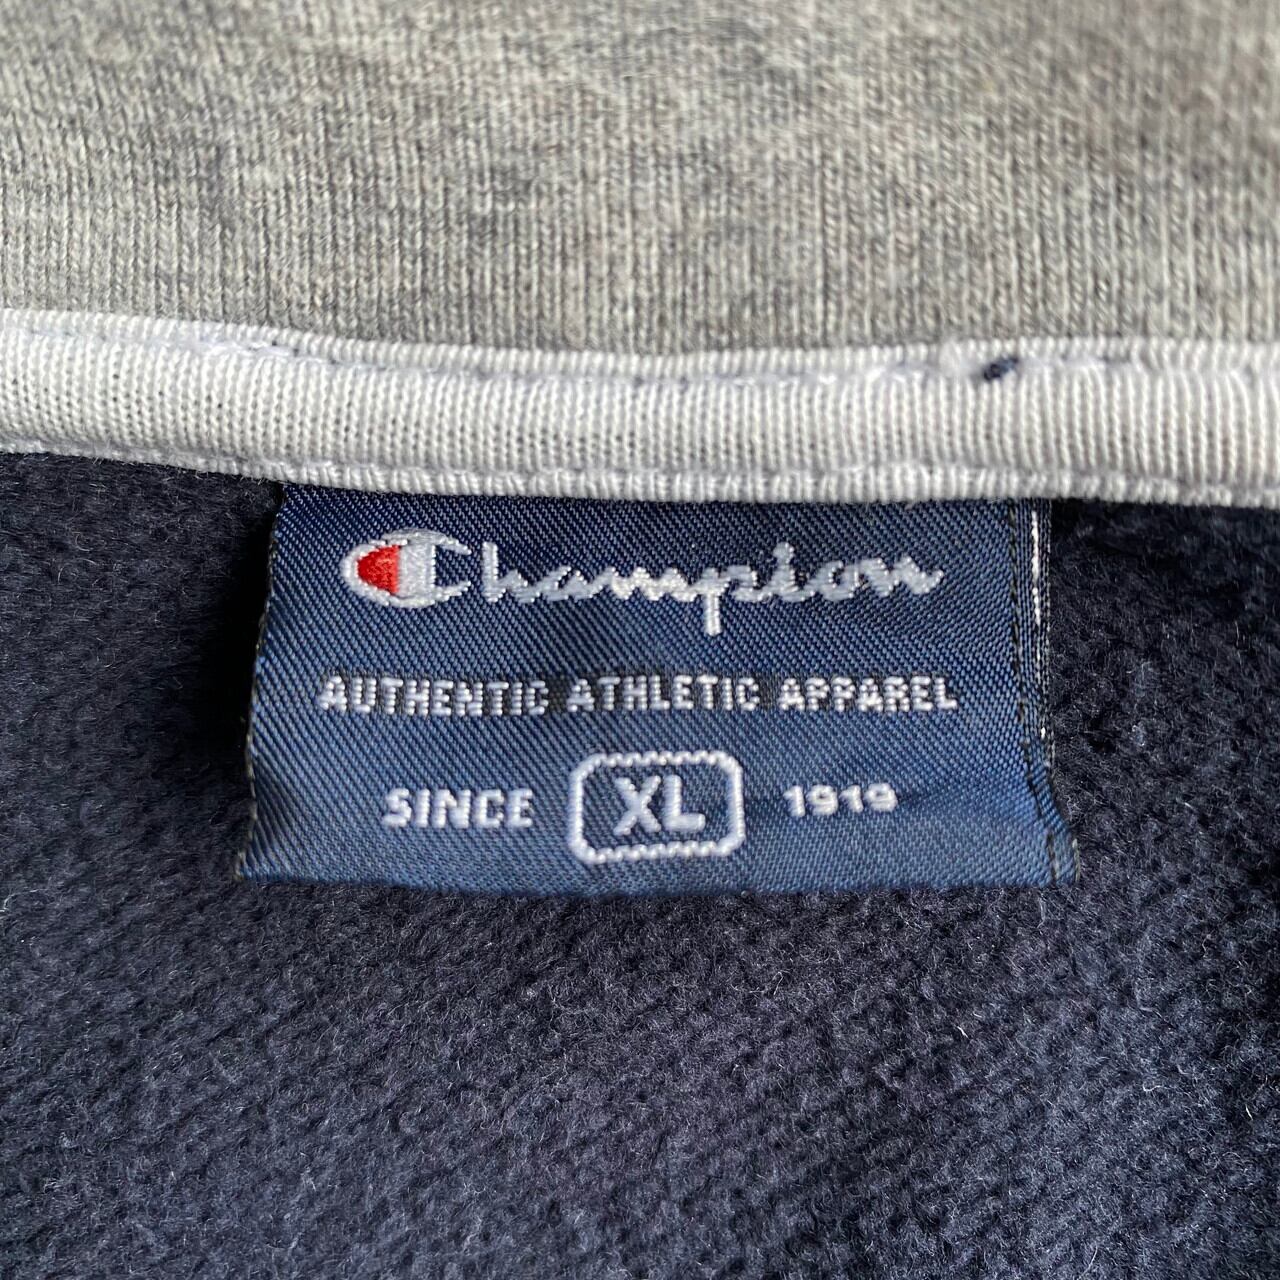 Champion
AUTHENTIC ATHLETIC APPAREL
SINCE XL 1919